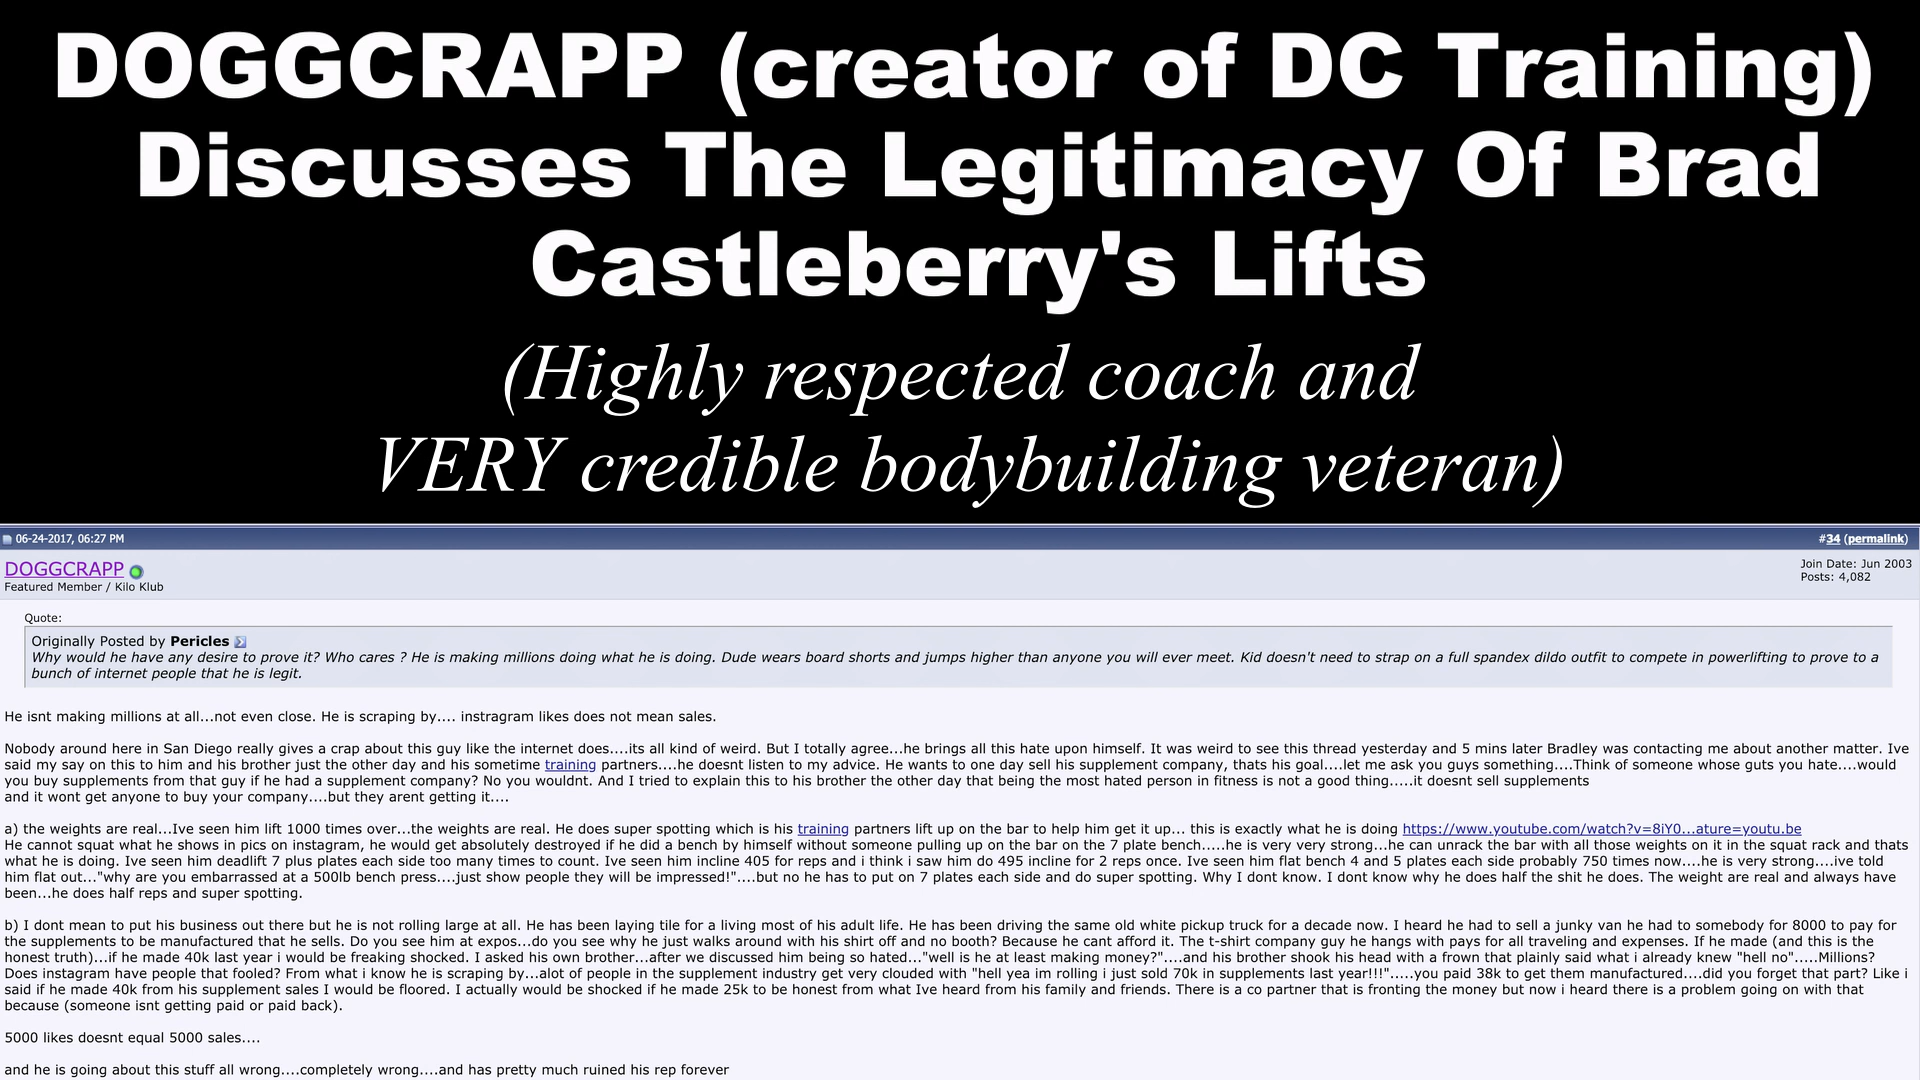 DOGGCRAPP (creator of DC Training)
Discusses The Legitimacy Of Brad
Castleberry's Lifts
(Highly respected coach and
VERY credible bodybuilding veteran)
06-24-2017, 06:27 PM #34 (permalink)
DOGGCRAPP
Featured Member / Kilo Klub
Join Date: Jun 2003
Posts: 4,082
Quote:
Originally Posted by Pericles
Why would he have any desire to prove it? Who cares ? He is making millions doing what he is doing. Dude wears board shorts and jumps higher than anyone you will ever meet. Kid doesn't need to strap on a full spandex dildo outfit to compete in powerlifting to prove to a
bunch of internet people that he is legit.
He isnt making millions at all...not even close. He is scraping by.... instragram likes does not mean sales.
Nobody around here in San Diego really gives a crap about this guy like the internet does....its all kind of weird. But I totally agree...he brings all this hate upon himself. It was weird to see this thread yesterday and 5 mins later Bradley was contacting me about another matter. Ive
said my say on this to him and his brother just the other day and his sometime training partners....he doesnt listen to my advice. He wants to one day sell his supplement company, thats his goal....let me ask you guys something....Think of someone whose guts you hate....would
you buy supplements from that guy if he had a supplement company? No you wouldnt. And I tried to explain this to his brother the other day that being the most hated person in fitness is not a good thing.....it doesnt sell supplements
and it wont get anyone to buy your company....but they arent getting it....
a) the weights are real...Ive seen him lift 1000 times over...the weights are real. He does super spotting which is his training partners lift up on the bar to help him get it up... this is exactly what he is doing https://www.youtube.com/watch?v=8iY0...ature=youtu.be
He cannot squat what he shows in pics on instagram, he would get absolutely destroyed if he did a bench by himself without someone pulling up on the bar on the 7 plate bench.....he is very very strong...he can unrack the bar with all those weights on it in the squat rack and thats
what he is doing. Ive seen him deadlift 7 plus plates each side too many times to count. Ive seen him incline 405 for reps and i think i saw him do 495 incline for 2 reps once. Ive seen him flat bench 4 and 5 plates each side probably 750 times now....he is very strong....ive told
him flat out..."why are you embarrassed at a 500lb bench press....just show people they will be impressed!"....but no he has to put on 7 plates each side and do super spotting. Why I dont know. I dont know why he does half the shit he does. The weight are real and always have
been...he does half reps and super spotting.
b) I dont mean to put his business out there but he is not rolling large at all. He has been laying tile for a living most of his adult life. He has been driving the same old white pickup truck for a decade now. I heard he had to sell a junky van he had to somebody for 8000 to pay for
the supplements to be manufactured that he sells. Do you see him at expos...do you see why he just walks around with his shirt off and no booth? Because he cant afford it. The t-shirt company guy he hangs with pays for all traveling and expenses. If he made (and this is the
honest truth)...if he made 40k last year i would be freaking shocked. I asked his own brother...after we discussed him being so hated..."well is he at least making money?"....and his brother shook his head with a frown that plainly said what i already knew "hell no".....Millions?
Does instagram have people that fooled? From what i know he is scraping by...alot of people in the supplement industry get very clouded with "hell yea im rolling i just sold 70k in supplements last year!!!".....you paid 38k to get them manufactured....did you forget that part? Like i
said if he made 40k from his supplement sales I would be floored. I actually would be shocked if he made 25k to be honest from what Ive heard from his family and friends. There is a co partner that is fronting the money but now i heard there is a problem going on with that
because (someone isnt getting paid or paid back).
5000 likes doesnt equal 5000 sales....
and he is going about this stuff all wrong....completely wrong....and has pretty much ruined his rep forever